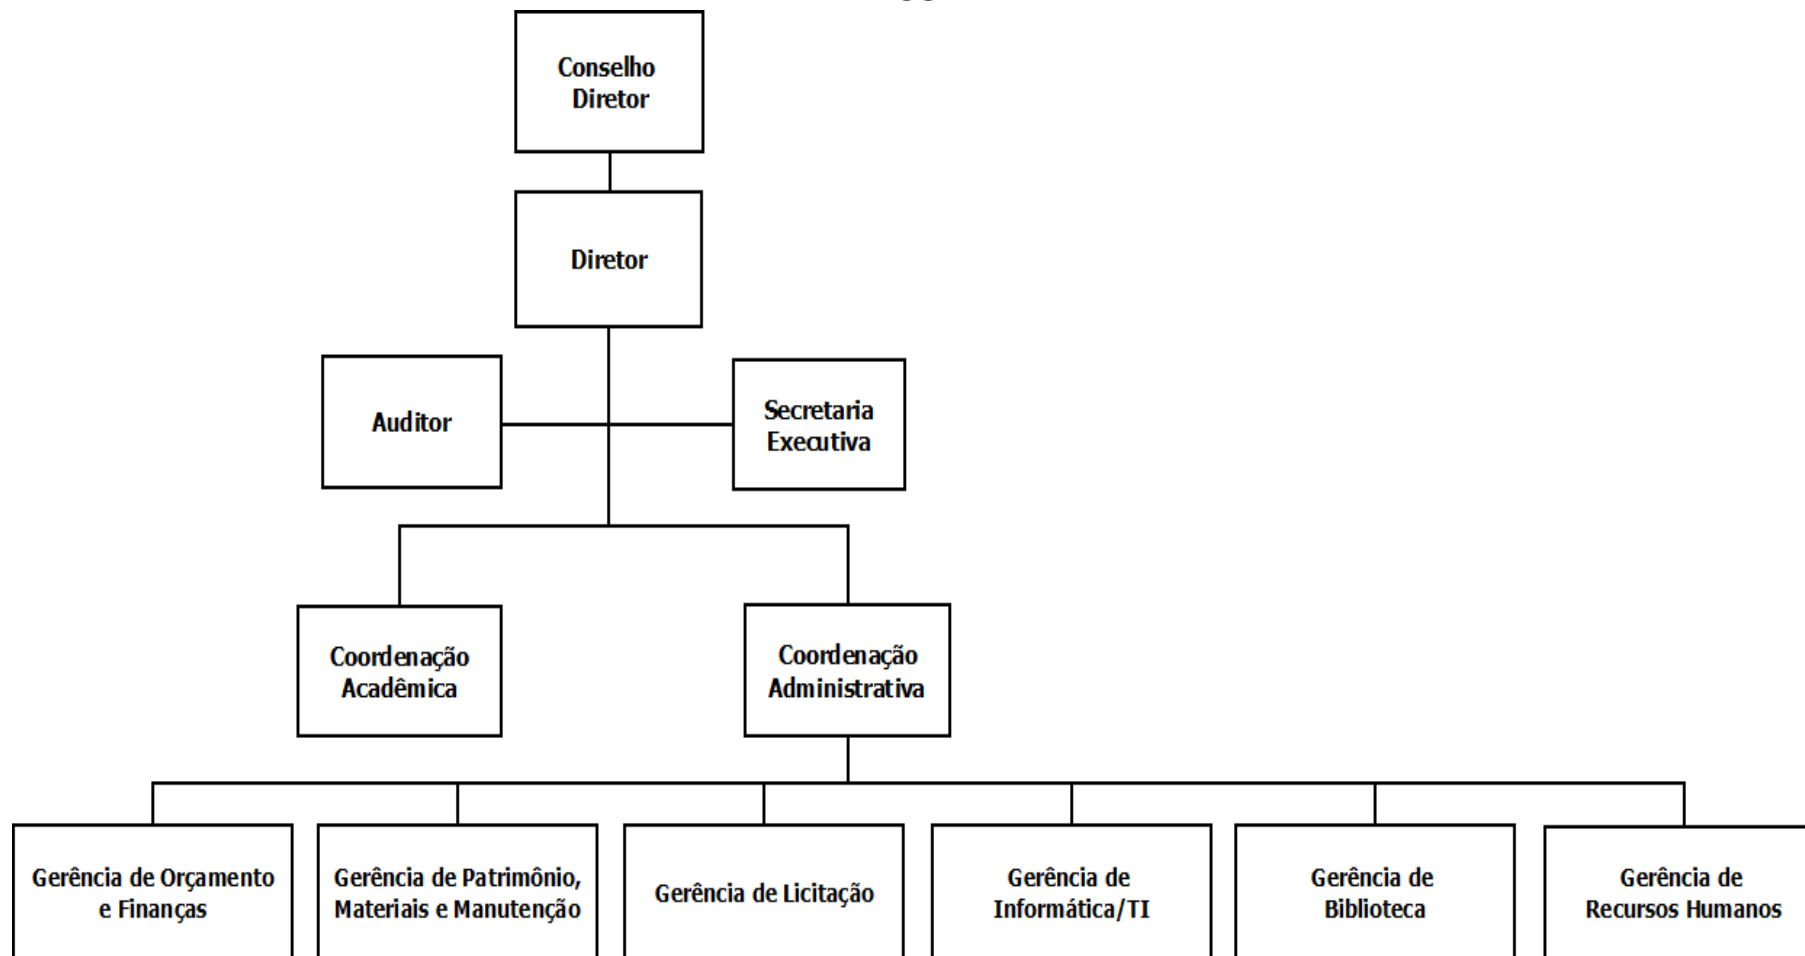 Conselho
Diretor
Diretor
Auditor
Secretaria
Executiva
Coordenação
Acadêmica
Coordenação
Administrativa
Gerência de Orçamento
e Finanças
Gerência de Patrimônio,
Materiais e Manutenção
Gerência de Licitação
Gerência de
Informática/TI
Gerência de
Biblioteca
Gerência de
Recursos Humanos